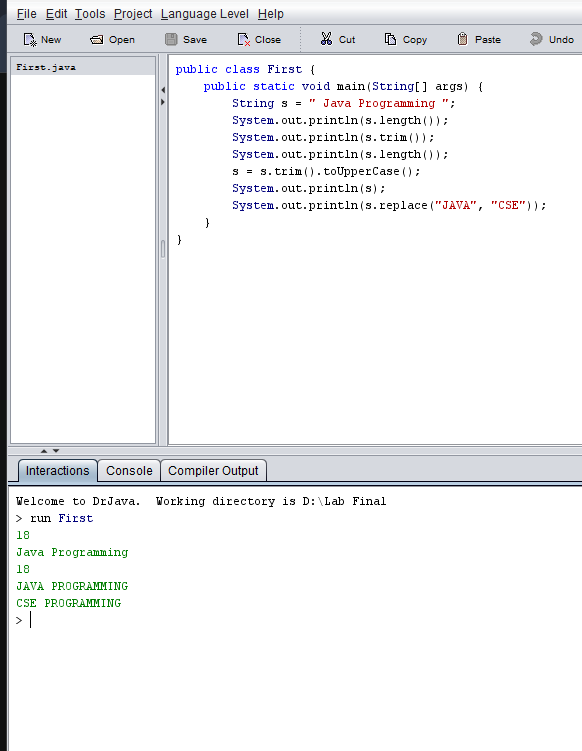 File Edit Tools Project Language Level Help
New Open Save Close Cut Copy Paste Undo
First.java
public class First {
public static void main(String[] args) {
String s = " Java Programming ";
System.out.println(s.length());
System.out.println(s.trim());
System.out.println(s.length());
s = s.trim().toUpperCase();
System.out.println(s);
System.out.println(s.replace("JAVA", "CSE"));
}
}
Interactions Console Compiler Output
Welcome to DrJava.  Working directory is D:\Lab Final
> run First
18
Java Programming
18
JAVA PROGRAMMING
CSE PROGRAMMING
>